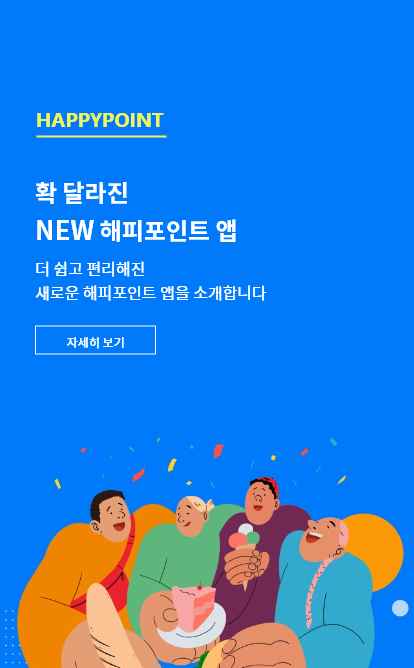 HAPPYPOINT
확 달라진
NEW 해피포인트 앱
더 쉽고 편리해진
새로운 해피포인트 앱을 소개합니다
자세히 보기